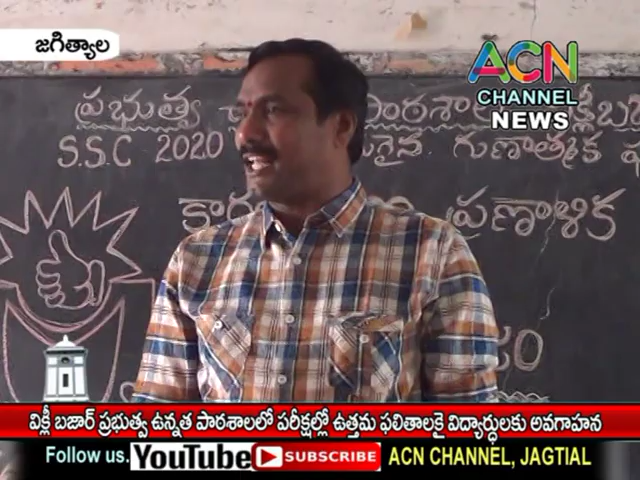 జగిత్యాల
ACN
CHANNEL
NEWS
ప్రభుత్వ
S.S.C 2020
గుణాత్మక
ప్రణాళిక
విక్లీ బజార్ ప్రభుత్వ ఉన్నత పాఠశాలలో పరీక్షల్లో ఉత్తమ ఫలితాలకై విద్యార్ధులకు అవగాహన
Follow us. YouTube SUBSCRIBE ACN CHANNEL, JAGTIAL